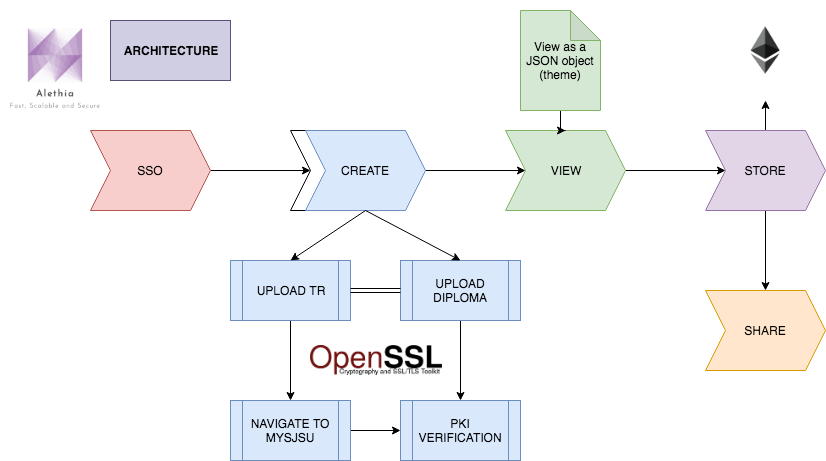 ARCHITECTURE
Alethia
Fast, Scalable and Secure
View as a
JSON object
(theme)
SSO
CREATE
VIEW
STORE
UPLOAD TR
UPLOAD
DIPLOMA
SHARE
OpenSSL
Cryptography and SSL/TLS Toolkit
NAVIGATE TO
MYSJSU
PKI
VERIFICATION